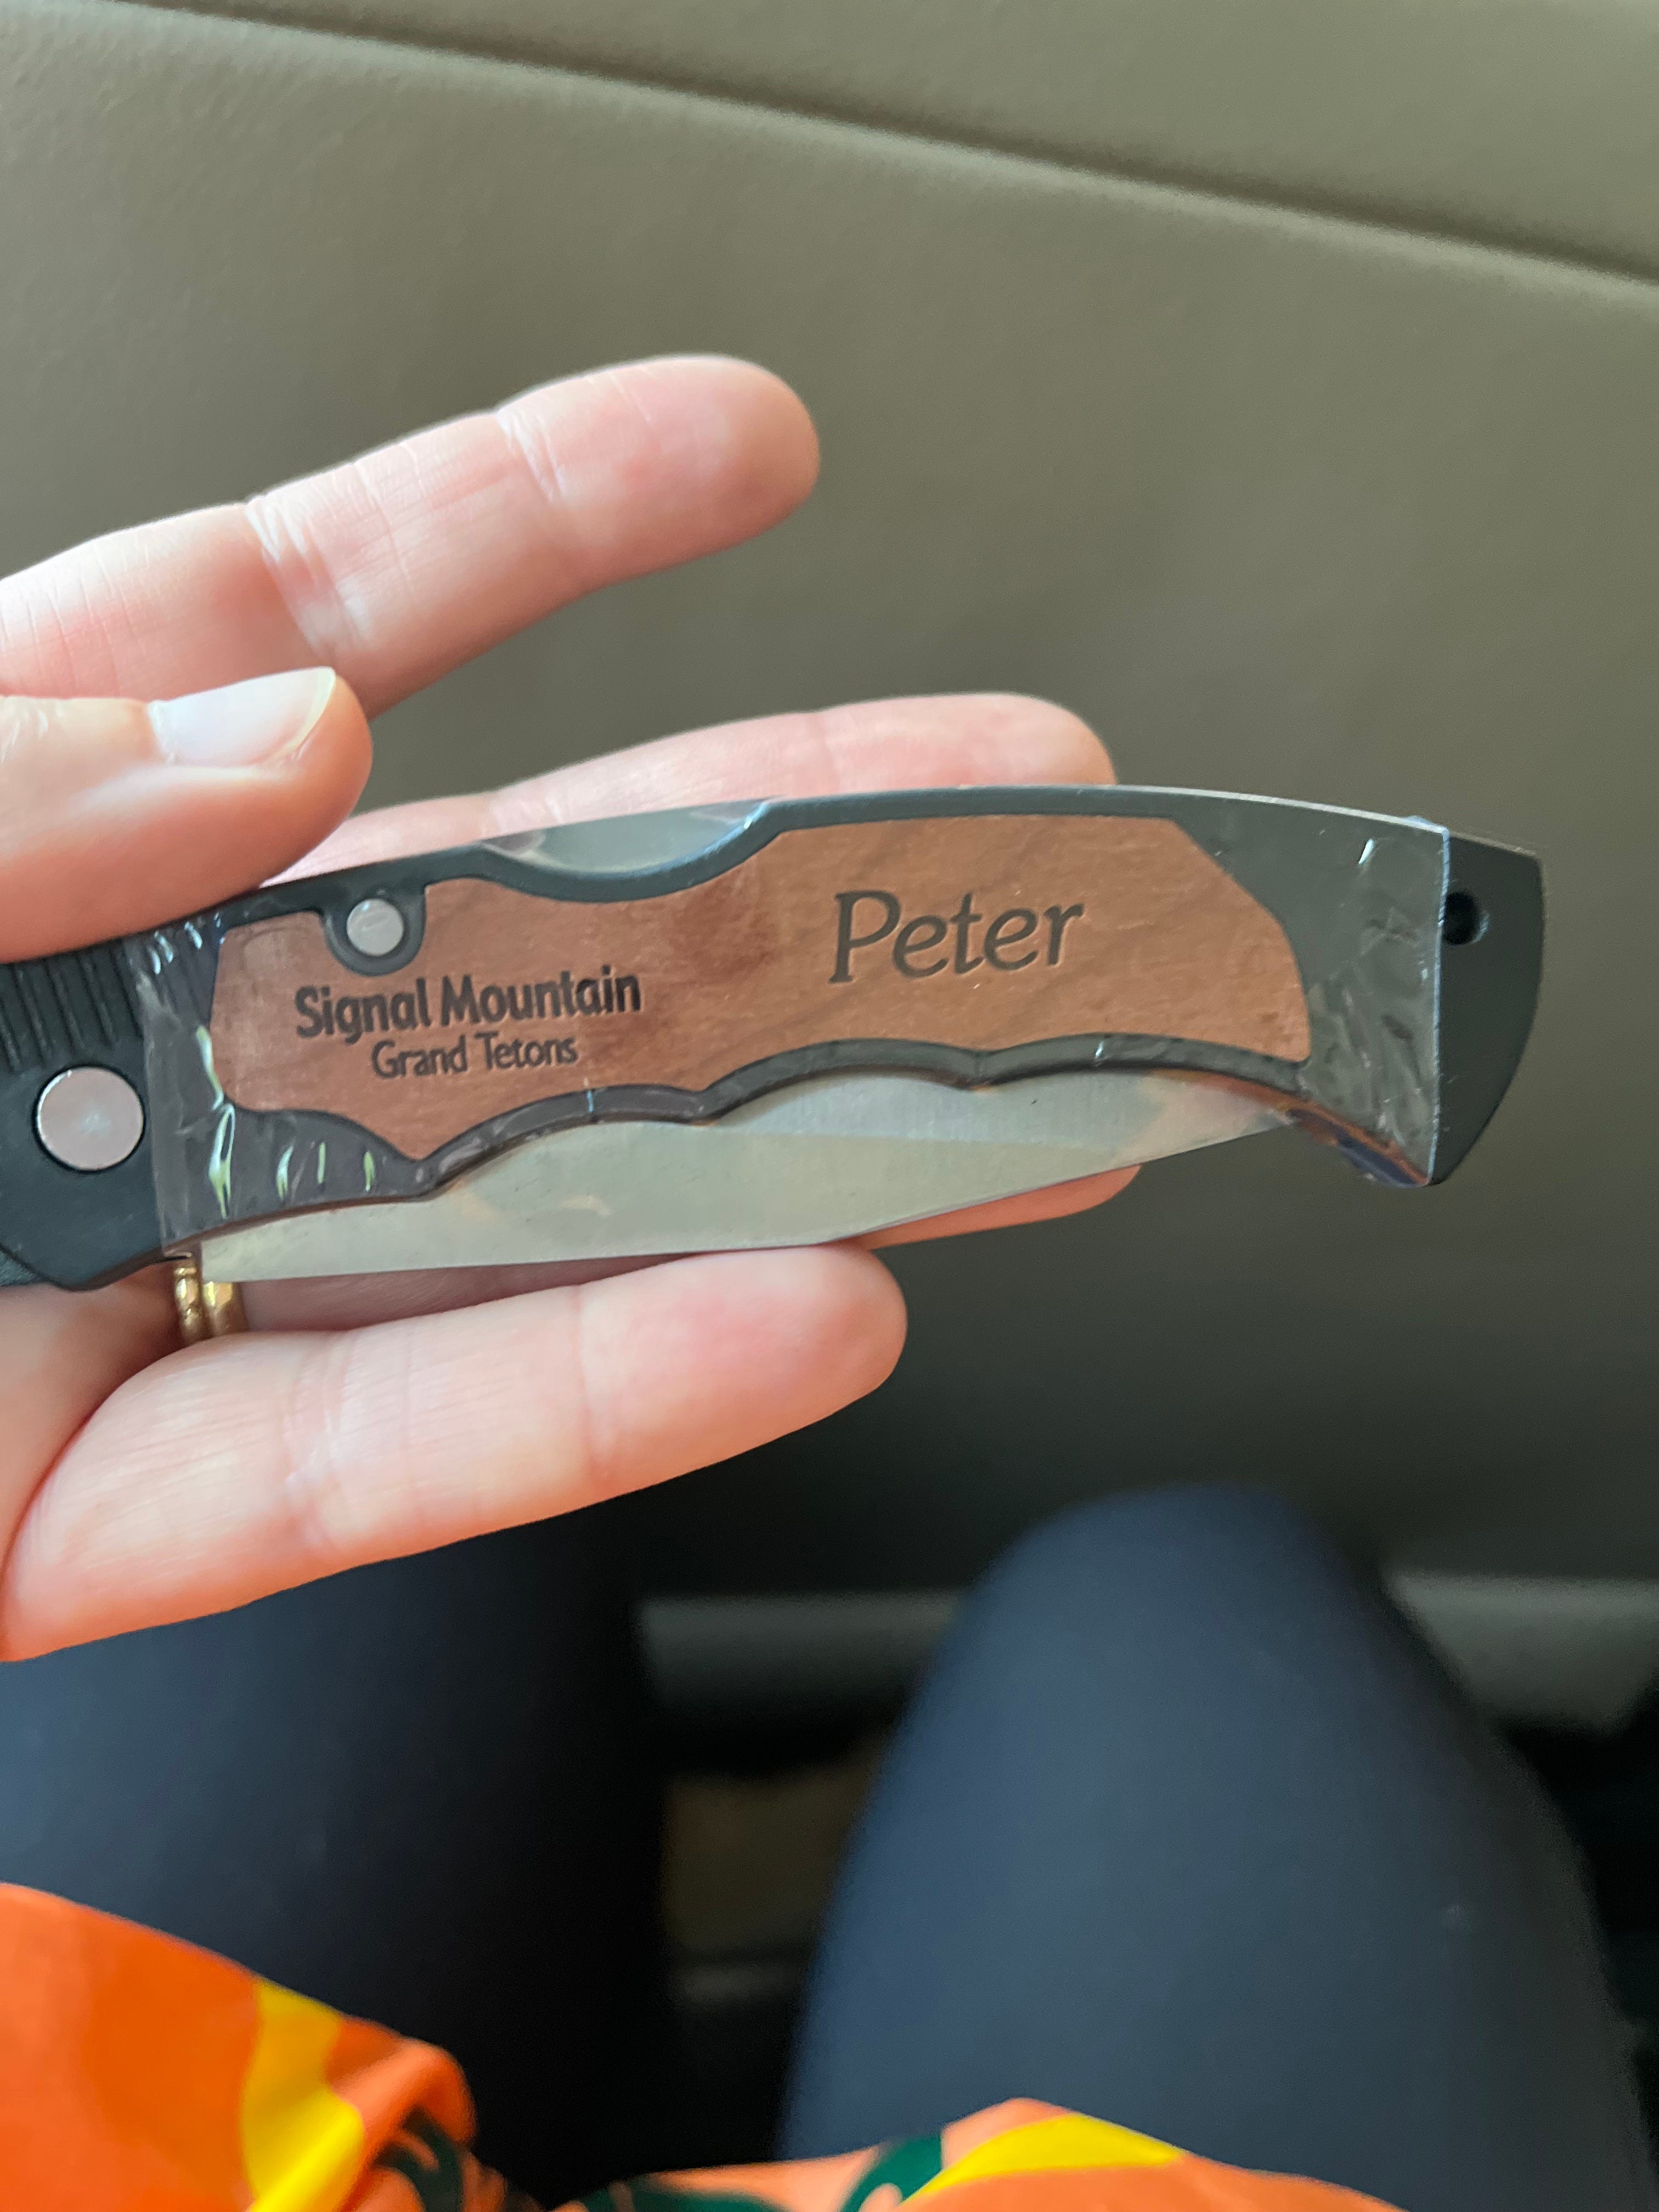 Peter
Signal Mountain
Grand Tetons